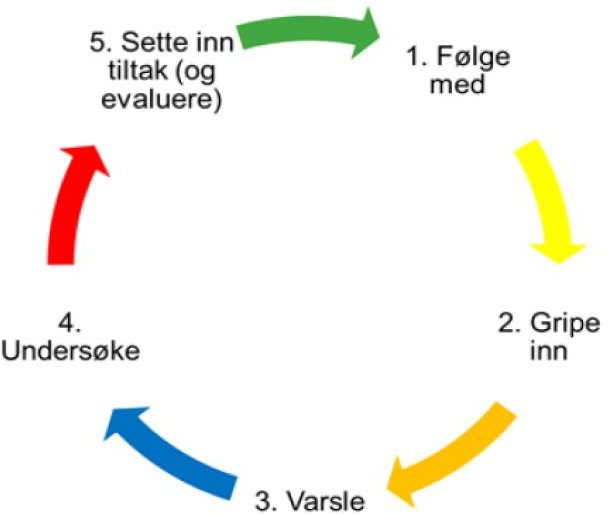 1. Følge
med
2. Gripe
inn
3. Varsle
4.
Undersøke
5. Sette inn
tiltak (og
evaluere)